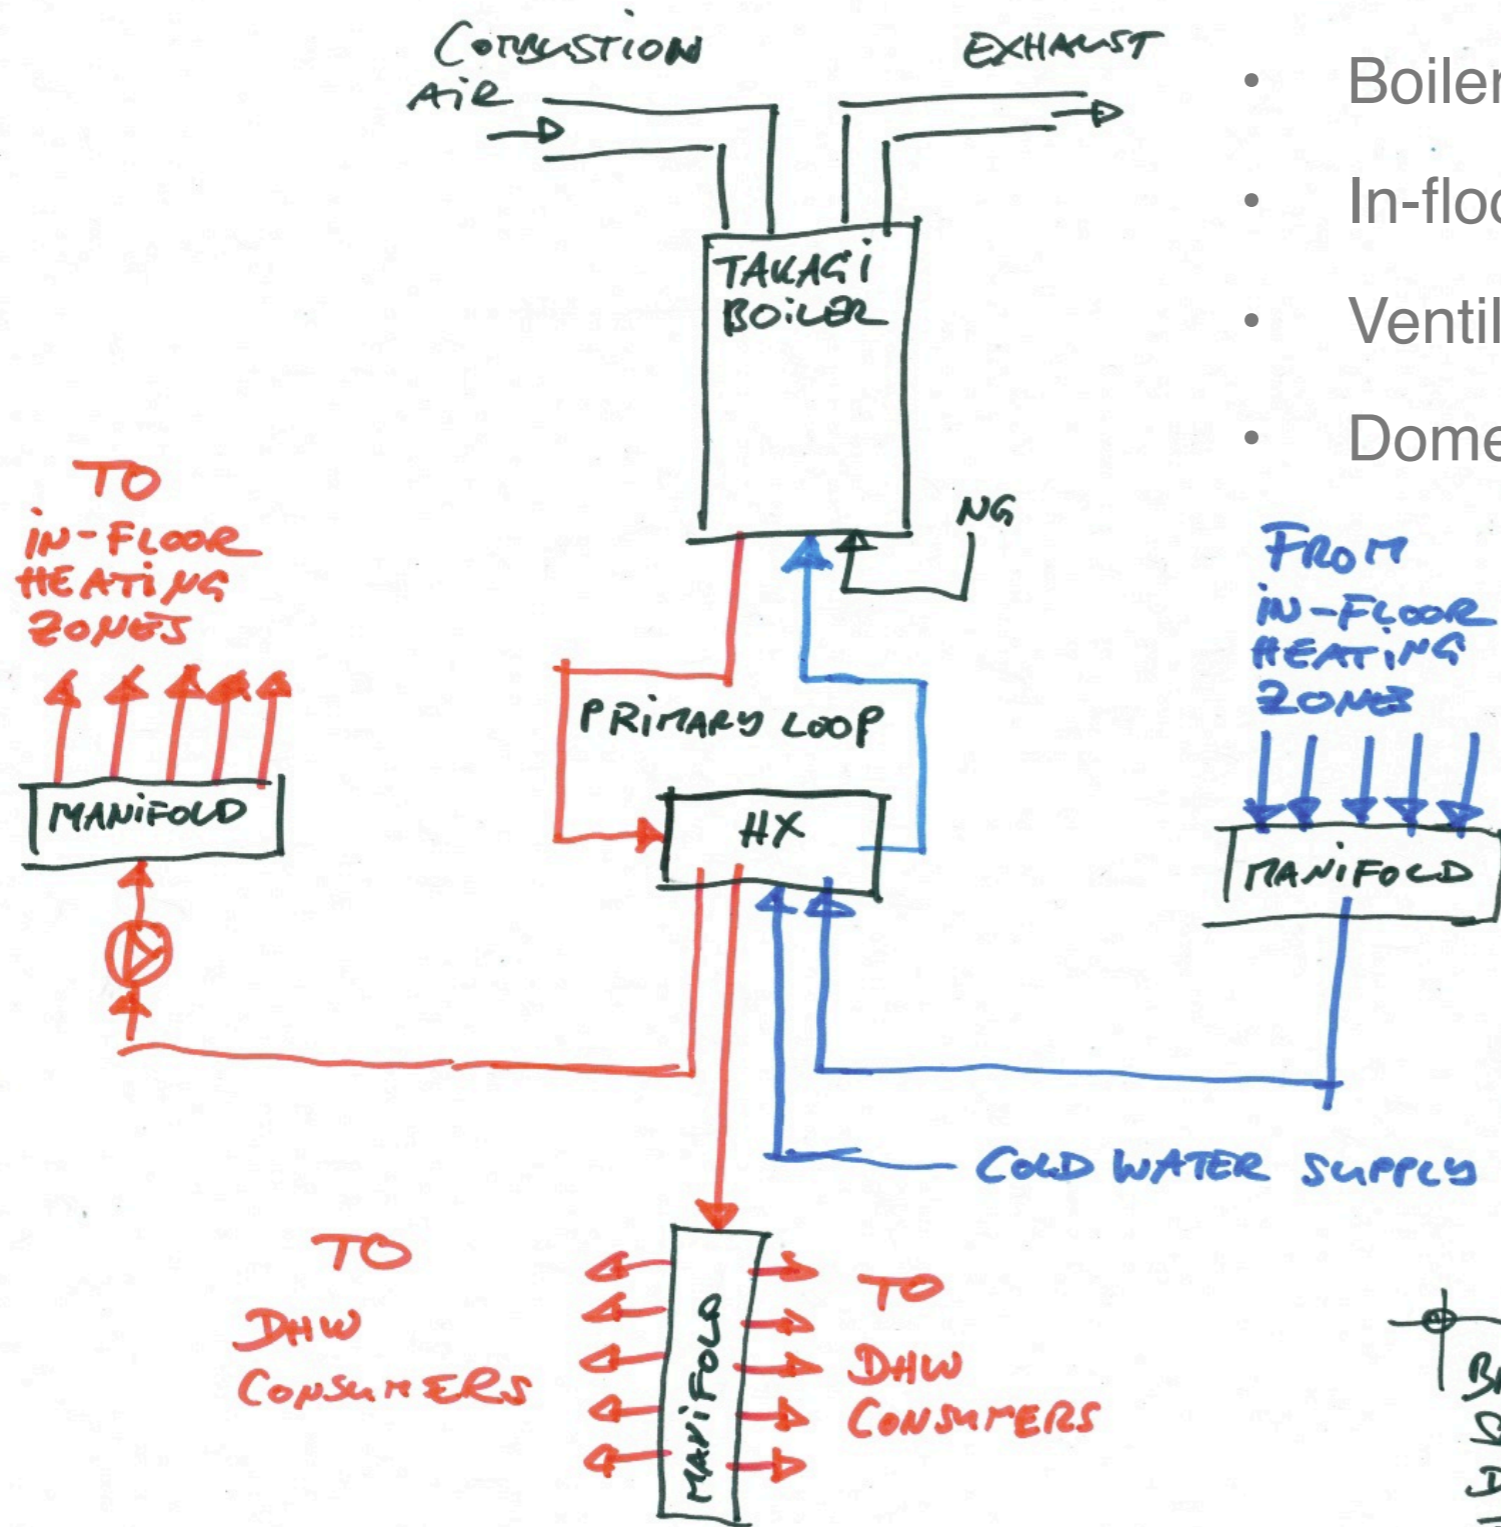 COMBUSTION
AIR
EXHAUST
• Boiler
• In-floo
• Ventil
• Dome
TAKAGI
BOILER
NG
TO
IN-FLOOR
HEATING
ZONES
FROM
IN-FLOOR
HEATING
ZONES
PRIMARY LOOP
MANIFOLD
HX
MANIFOLD
COLD WATER SUPPLY
TO
DHW
CONSUMERS
MANIFOLD
TO
DHW
CONSUMERS